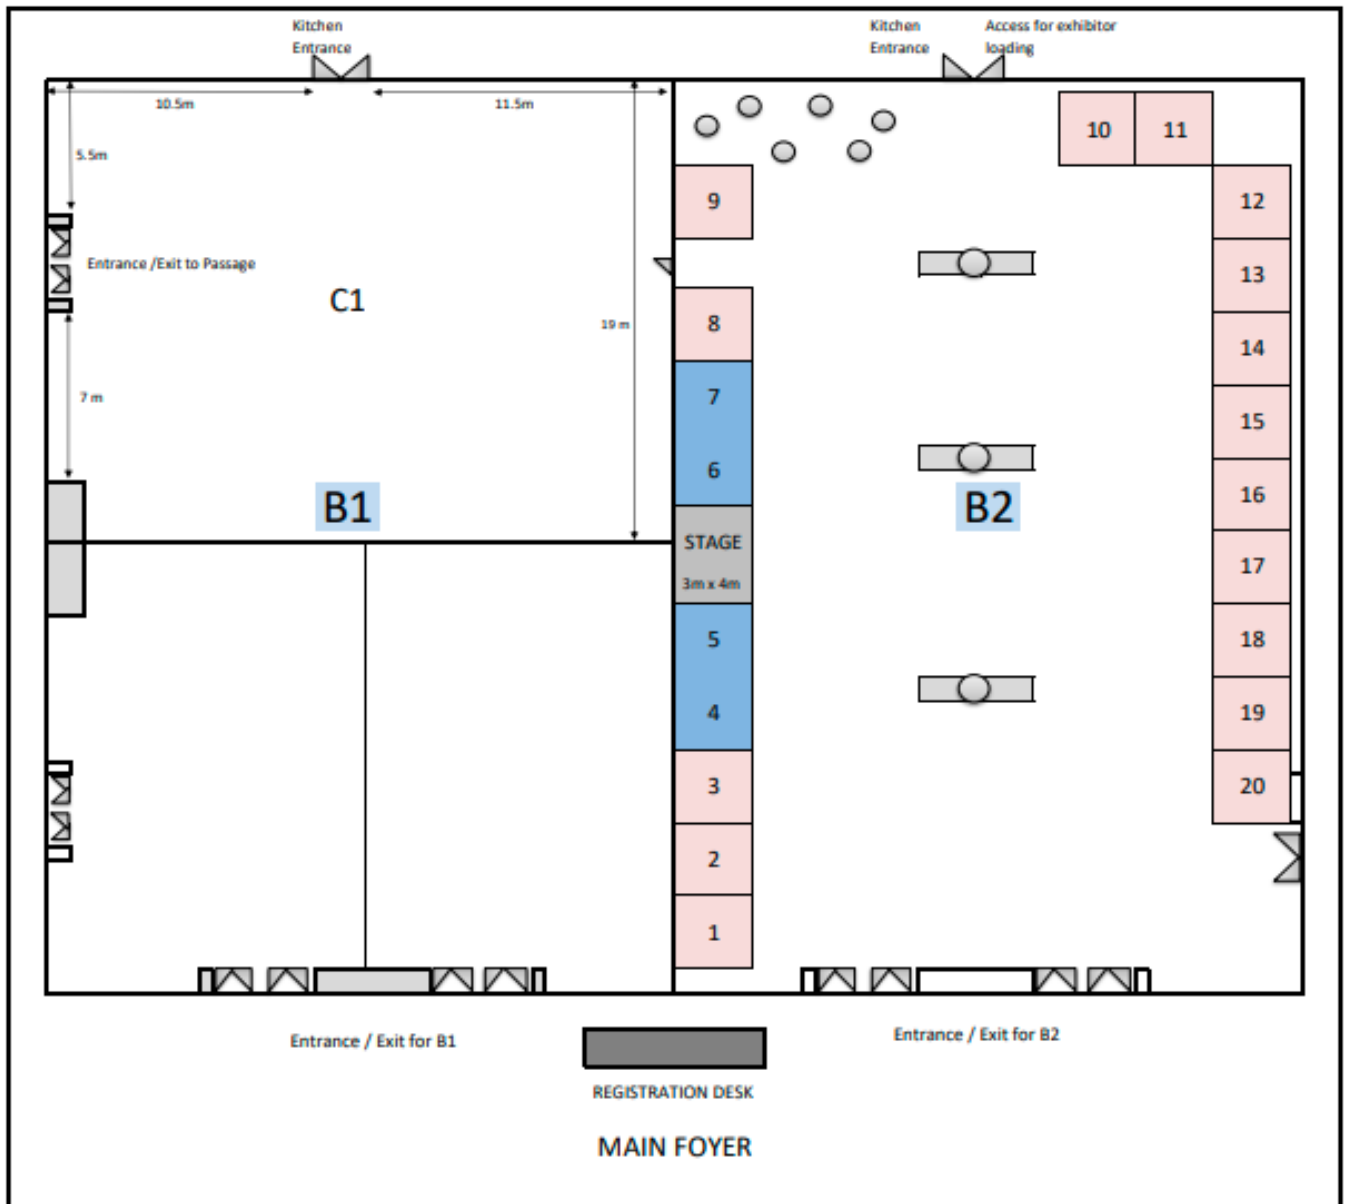 Kitchen
Entrance
Kitchen
Entrance
Access for exhibitor
loading
10.5m
11.5m
5.5m
10
11
9
12
Entrance /Exit to Passage
13
C1
8
19 m
14
7 m
7
15
6
16
B1
B2
STAGE
3m x 4m
17
5
18
4
19
3
20
2
1
Entrance / Exit for B1
Entrance / Exit for B2
REGISTRATION DESK
MAIN FOYER